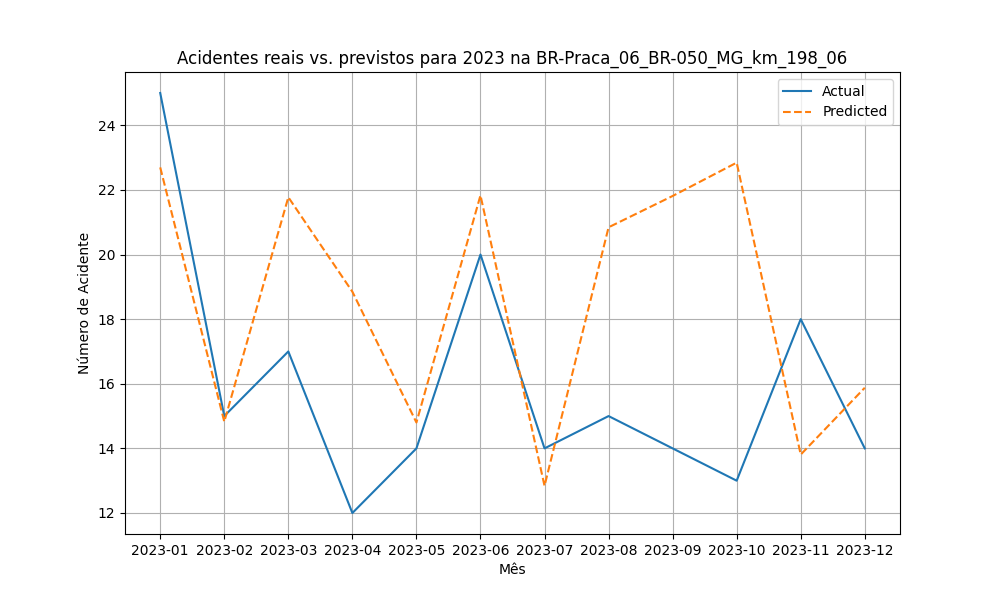 Acidentes reais vs. previstos para 2023 na BR-Praca_06_BR-050_MG_km_198_06
Actual
Predicted
24
22
20
18
16
14
12
Número de Acidente
2023-01 2023-02 2023-03 2023-04 2023-05 2023-06 2023-07 2023-08 2023-09 2023-10 2023-11 2023-12
Mês